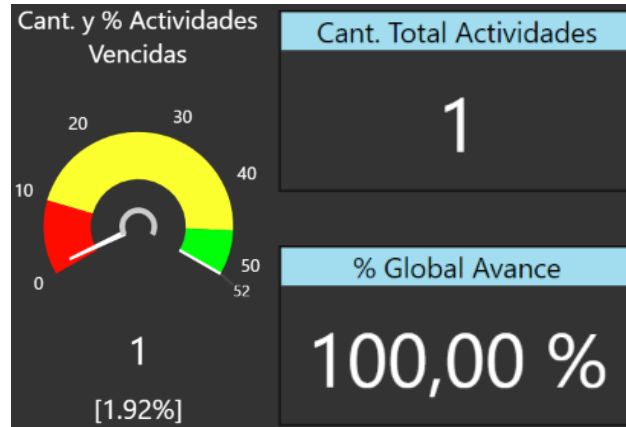 Cant. y % Actividades
Vencidas
0
10
20
30
40
50
52
1
[1.92%]
Cant. Total Actividades
1
% Global Avance
100,00 %